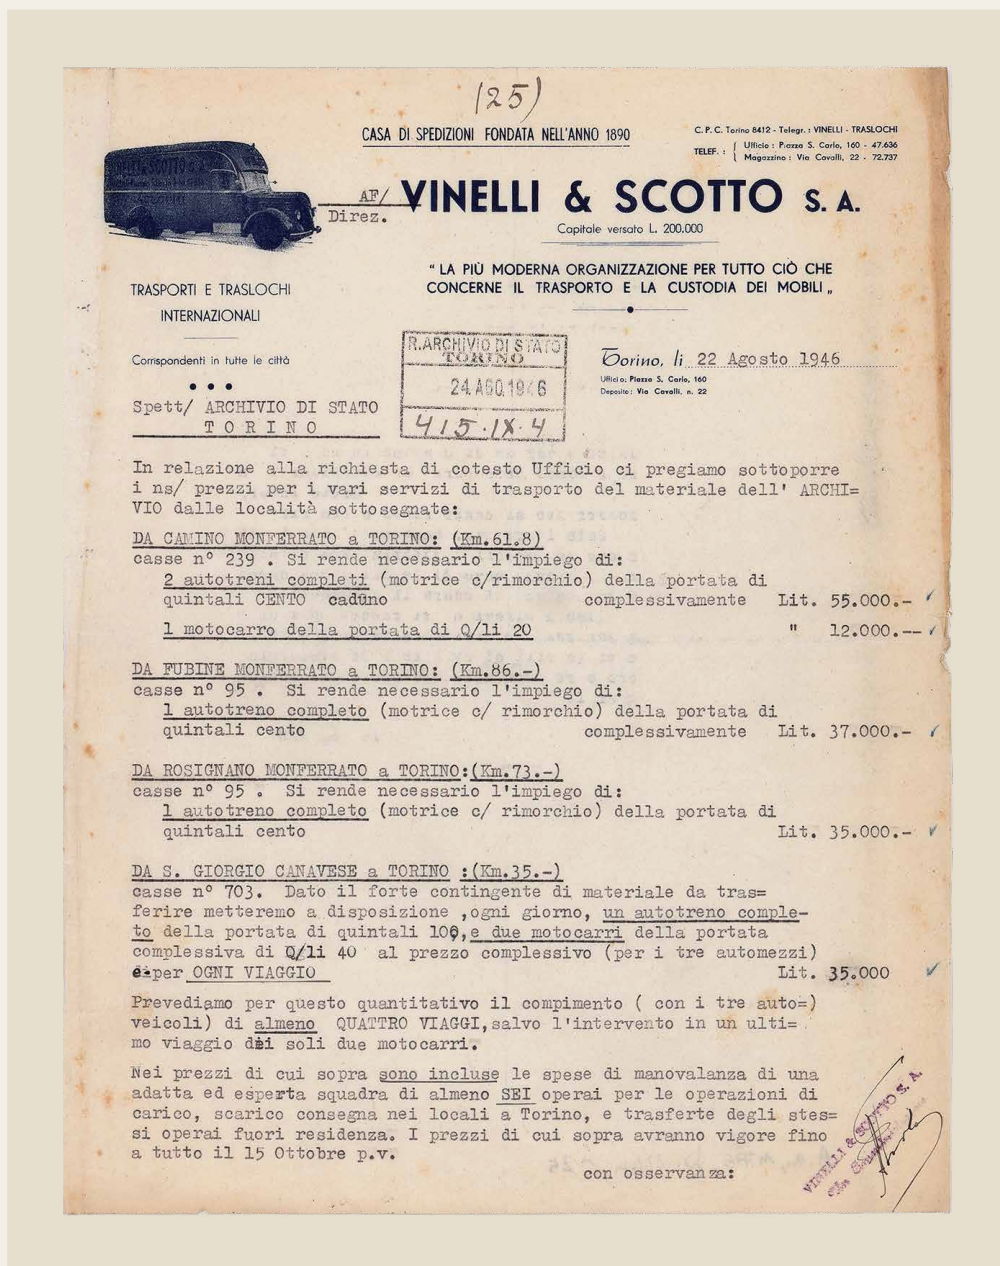 (25)
CASA DI SPEDIZIONI FONDATA NELL'ANNO 1890
C. P. C. Torino 8412 - Telegr. : VINELLI - TRASLOCHI
TELEF. : Ufficio : Piazza S. Carlo, 160 - 47.636
Magazzino : Via Cavalli, 22 - 72.737
VINELLI & SCOTTO S. A.
AF/
Direz.
VINELLI & SCOTTO S. A.
Capitale versato L. 200.000
" LA PIÙ MODERNA ORGANIZZAZIONE PER TUTTO CIÒ CHE
CONCERNE IL TRASPORTO E LA CUSTODIA DEI MOBILI „
TRASPORTI E TRASLOCHI
INTERNAZIONALI
Corrispondenti in tutte le città
R. ARCHIVIO DI STATO
TORINO
24 AGO. 1946
415·IX·4
Torino, li 22 Agosto 1946
Ufficio: Piazza S. Carlo, 160
Deposito: Via Cavalli, n. 22
Spett/ ARCHIVIO DI STATO
T O R I N O
In relazione alla richiesta di cotesto Ufficio ci pregiamo sottoporre
i ns/ prezzi per i vari servizi di trasporto del materiale dell' ARCHI=
VIO dalle località sottosegnate:
DA CAMINO MONFERRATO a TORINO: (Km.61.8)
casse n° 239 . Si rende necessario l'impiego di:
2 autotreni completi (motrice c/rimorchio) della portata di
quintali CENTO caduno complessivamente Lit. 55.000.-
1 motocarro della portata di Q/li 20 " 12.000.--
DA FUBINE MONFERRATO a TORINO: (Km.86.-)
casse n° 95 . Si rende necessario l'impiego di:
1 autotreno completo (motrice c/ rimorchio) della portata di
quintali cento complessivamente Lit. 37.000.-
DA ROSIGNANO MONFERRATO a TORINO:(Km.73.-)
casse n° 95 . Si rende necessario l'impiego di:
1 autotreno completo (motrice c/ rimorchio) della portata di
quintali cento Lit. 35.000.-
DA S. GIORGIO CANAVESE a TORINO :(Km.35.-)
casse n° 703. Dato il forte contingente di materiale da tras=
ferire metteremo a disposizione ,ogni giorno, un autotreno comple-
to della portata di quintali 100,e due motocarri della portata
complessiva di Q/li 40 al prezzo complessivo (per i tre automezzi)
per OGNI VIAGGIO Lit. 35.000
Prevediamo per questo quantitativo il compimento ( con i tre auto=)
veicoli) di almeno QUATTRO VIAGGI,salvo l'intervento in un ulti=
mo viaggio dei soli due motocarri.
Nei prezzi di cui sopra sono incluse le spese di manovalanza di una
adatta ed esperta squadra di almeno SEI operai per le operazioni di
carico, scarico consegna nei locali a Torino, e trasferte degli stes=
si operai fuori residenza. I prezzi di cui sopra avranno vigore fino
a tutto il 15 Ottobre p.v.
con osservanza:
VINELLI & SCOTTO S. A.